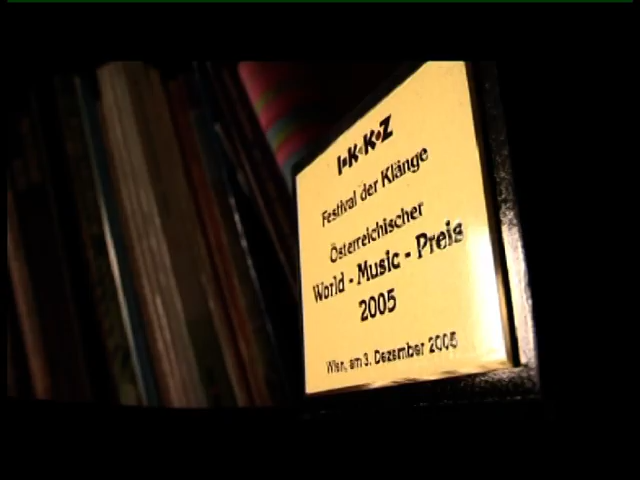 I•K•K•Z
Festival der Klänge
Österreichischer
World - Music - Preis
2005
Wien, am 3. Dezember 2005